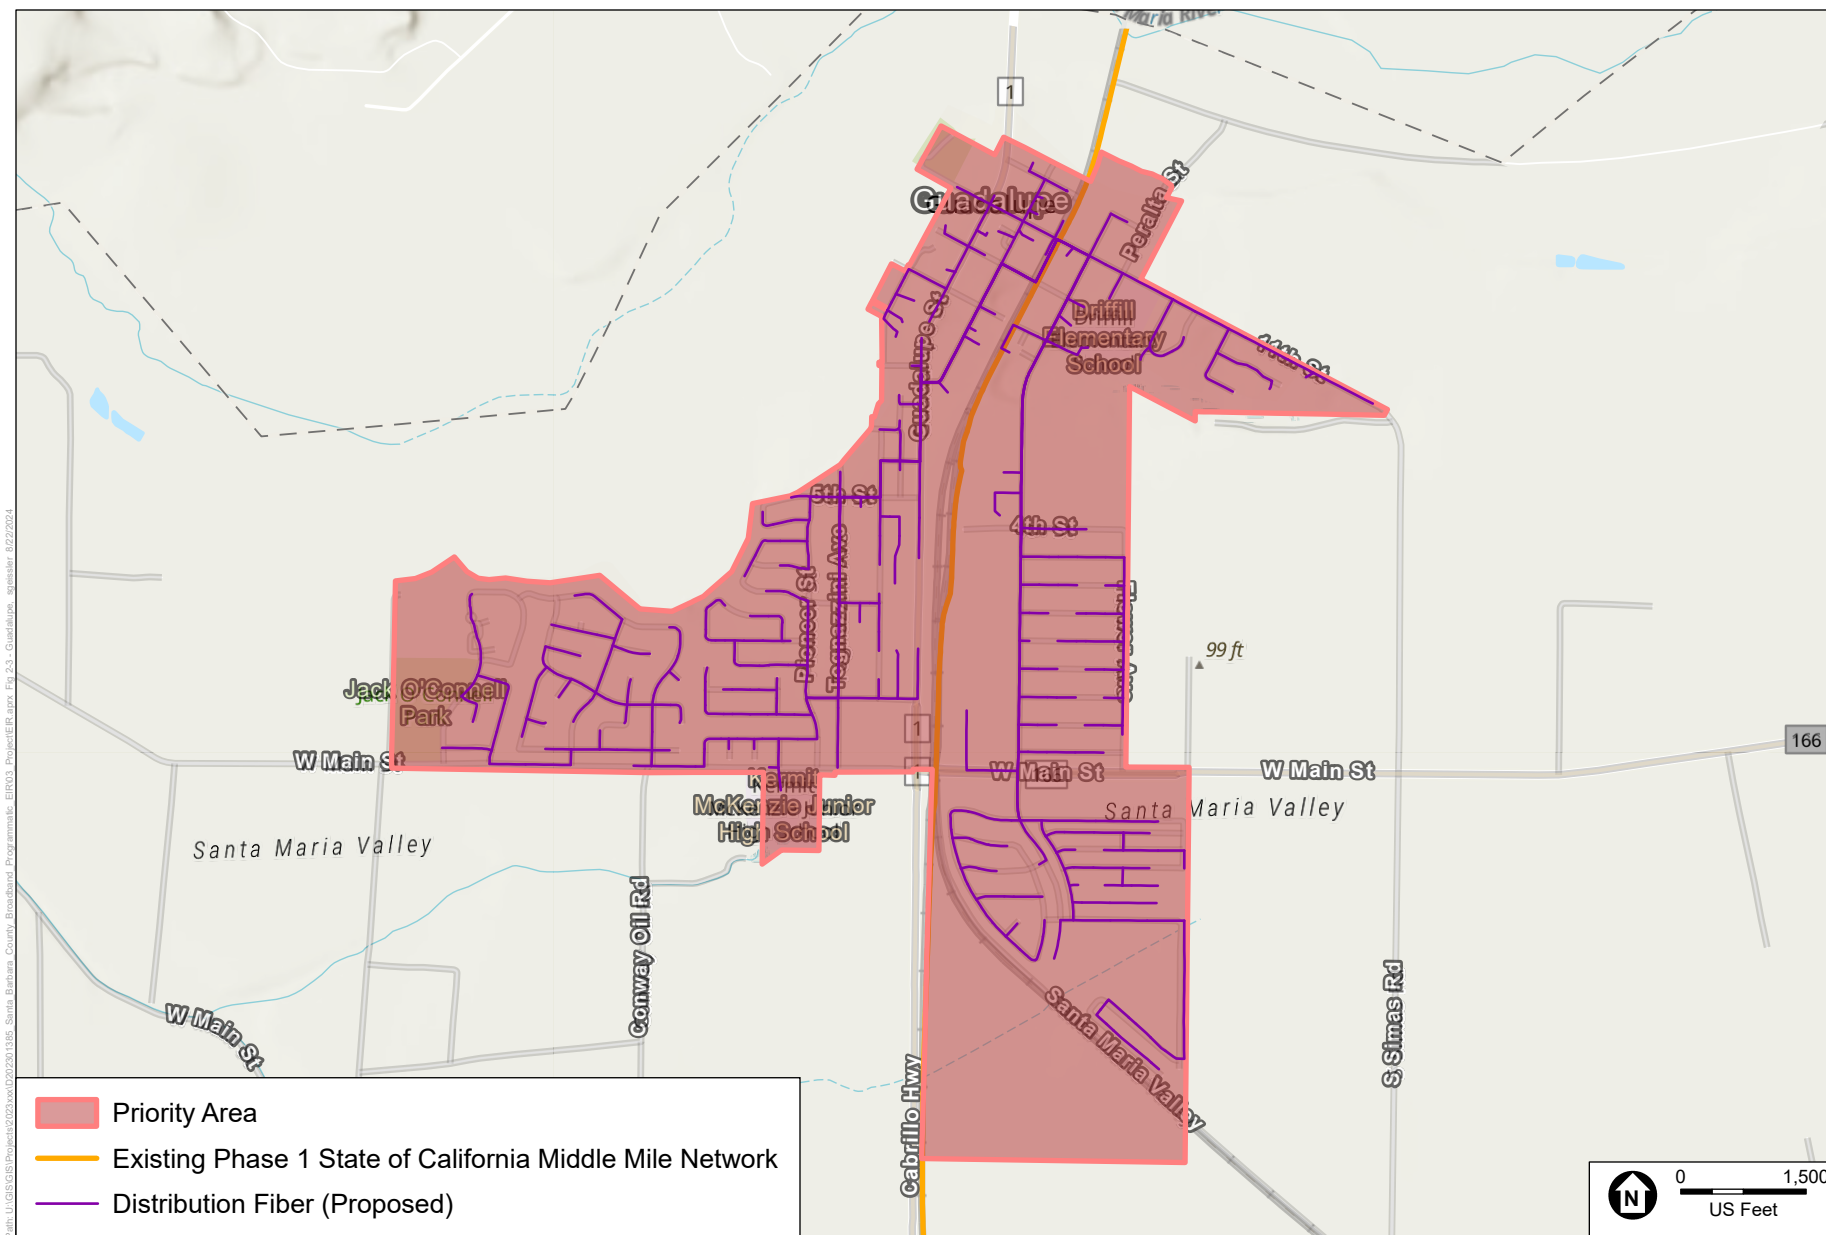 Maria River
1
Guadalupe
Peralta St
Driffill
Elementary
School
11th St
Guadalupe St
5th St
4th St
Pioneer St
Tognazzini Ave
99 ft
Jack O'Connell
Park
1
166
W Main St
W Main St
W Main St
Kermit
McKenzie Junior
High School
Santa Maria Valley
Santa Maria Valley
Conway Oil Rd
W Main St
S Simas Rd
Santa Maria Valley
Cabrillo Hwy
Priority Area
Existing Phase 1 State of California Middle Mile Network
Distribution Fiber (Proposed)
N
0 1,500
US Feet